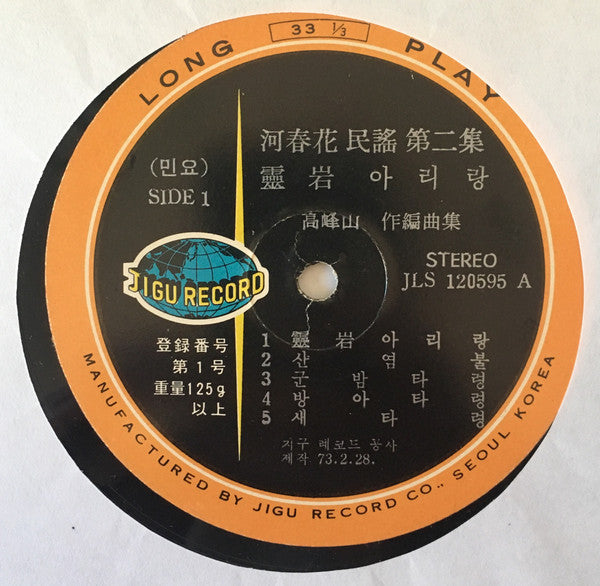 LONG PLAY
33 1/3
河春花 民謠 第二集
靈岩 아리랑
(민요)
SIDE 1
高峰山 作編曲集
STEREO
JLS 120595 A
JIGU RECORD
登録番号
第1号
重量125g
以上
1 靈岩아리랑
2 산염불
3 군밤타령
4 방아타령
5 새타령
지구 레코드 공사
제작 73.2.28.
MANUFACTURED BY JIGU RECORD CO., SEOUL KOREA